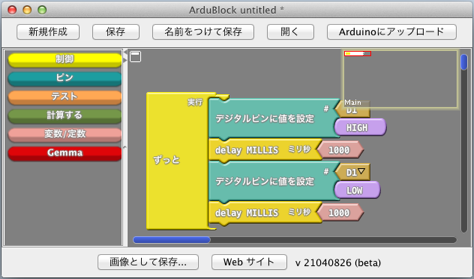 ArduBlock untitled *
新規作成
保存
名前をつけて保存
開く
Arduinoにアップロード
制御
ピン
テスト
計算する
変数/定数
Gemma
Main
ずっと
実行
デジタルピンに値を設定
#
D1
HIGH
delay MILLIS
ミリ秒
1000
デジタルピンに値を設定
#
D1
LOW
delay MILLIS
ミリ秒
1000
画像として保存...
Web サイト
v 21040826 (beta)